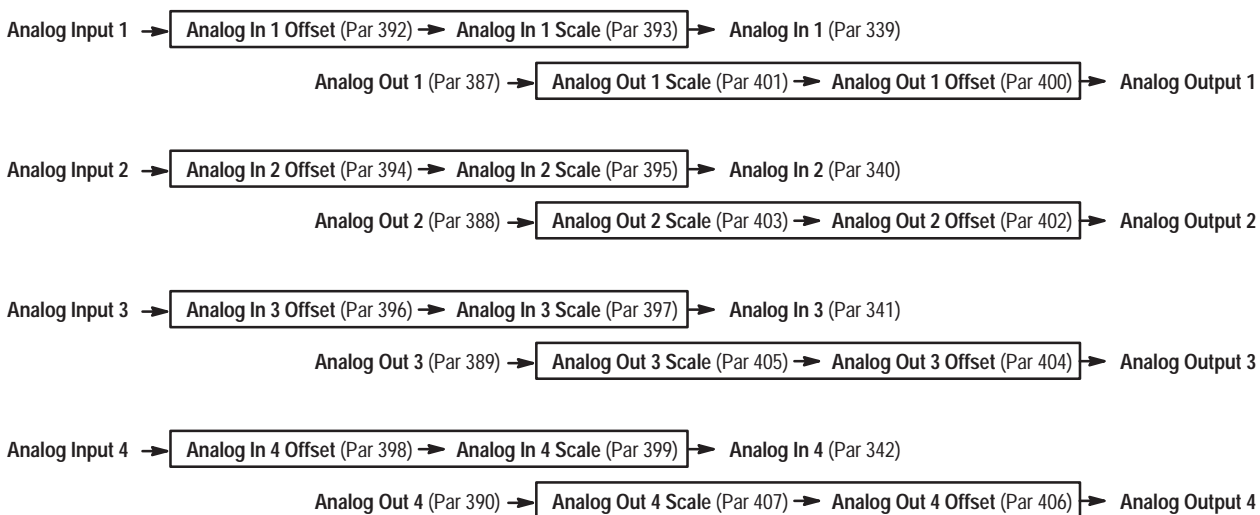 Analog Input 1 Analog In 1 Offset (Par 392) Analog In 1 Scale (Par 393) Analog In 1 (Par 339)
Analog Out 1 (Par 387) Analog Out 1 Scale (Par 401) Analog Out 1 Offset (Par 400) Analog Output 1
Analog Input 2 Analog In 2 Offset (Par 394) Analog In 2 Scale (Par 395) Analog In 2 (Par 340)
Analog Out 2 (Par 388) Analog Out 2 Scale (Par 403) Analog Out 2 Offset (Par 402) Analog Output 2
Analog Input 3 Analog In 3 Offset (Par 396) Analog In 3 Scale (Par 397) Analog In 3 (Par 341)
Analog Out 3 (Par 389) Analog Out 3 Scale (Par 405) Analog Out 3 Offset (Par 404) Analog Output 3
Analog Input 4 Analog In 4 Offset (Par 398) Analog In 4 Scale (Par 399) Analog In 4 (Par 342)
Analog Out 4 (Par 390) Analog Out 4 Scale (Par 407) Analog Out 4 Offset (Par 406) Analog Output 4